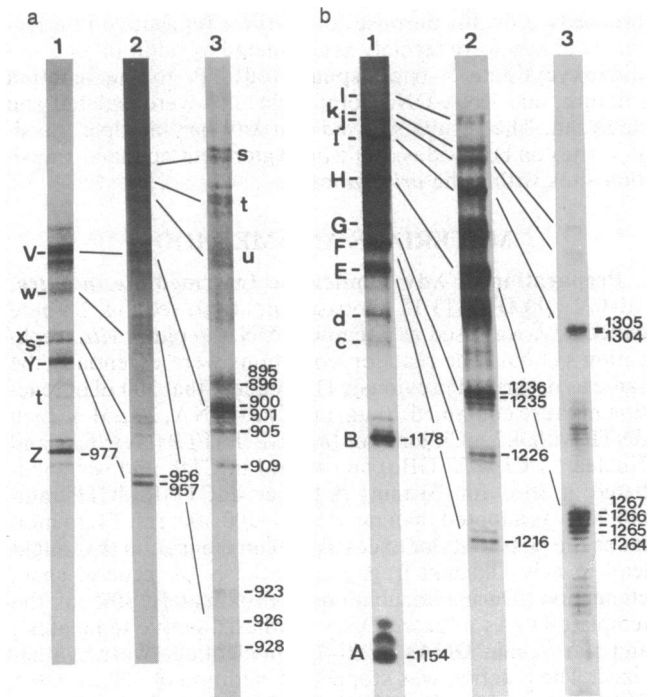 a
1 2 3
V
w
x
s
Y
t
Z
-977
-956
-957
s
t
u
895
896
900
901
-905
-909
-923
-926
-928
b
1 2 3
l
k
j
I
H
G
F
E
d
c
B
A
-1178
-1154
-1236
-1235
-1226
-1216
1305
1304
1267
1266
1265
1264